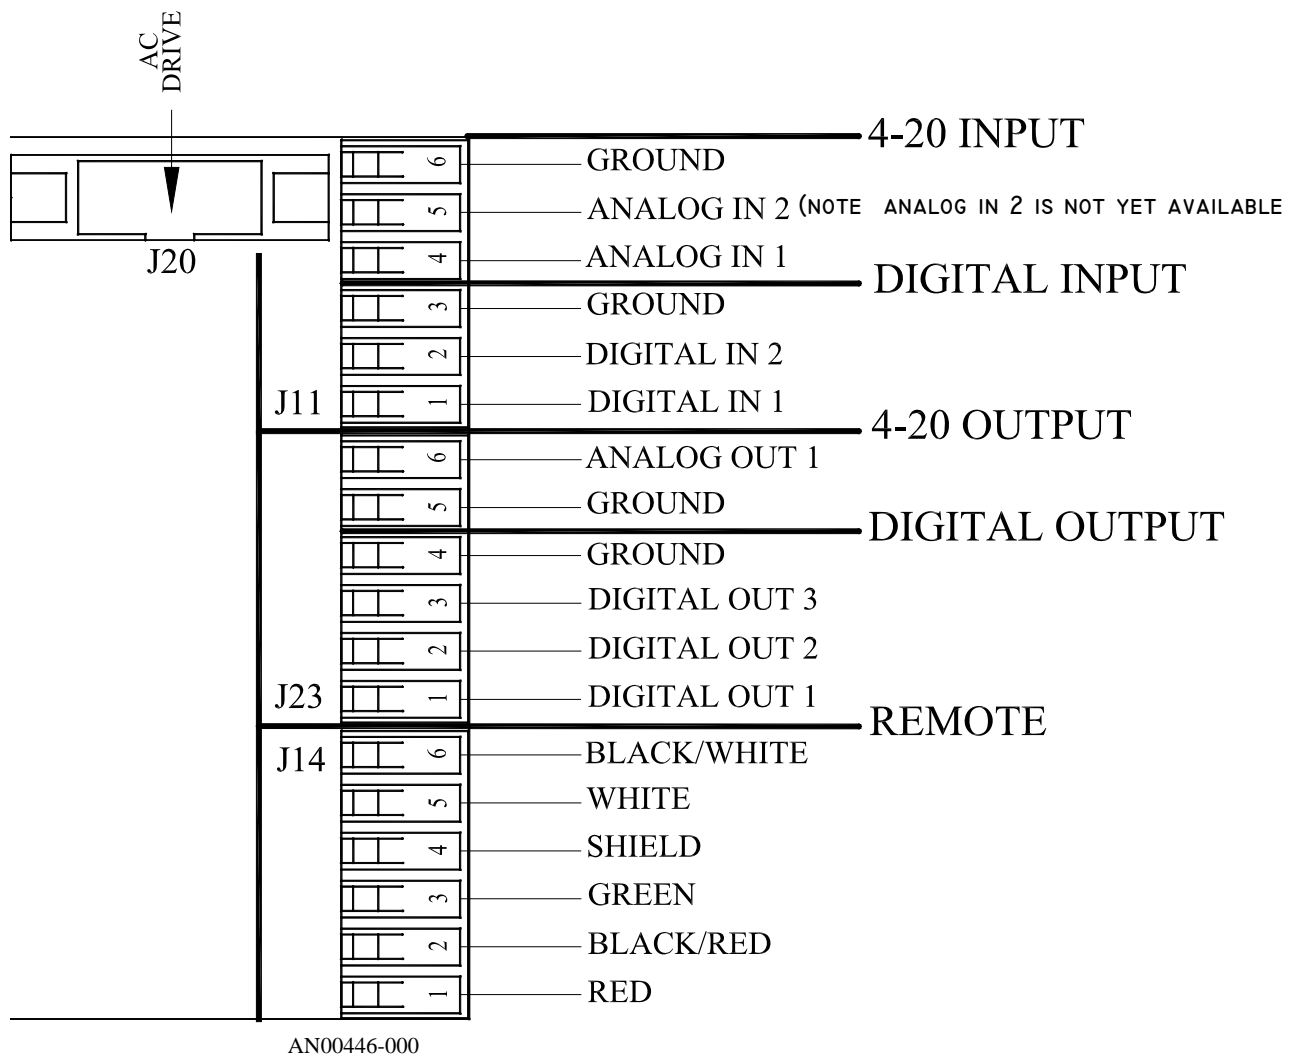 AC
DRIVE
4-20 INPUT
6 GROUND
5 ANALOG IN 2 (NOTE ANALOG IN 2 IS NOT YET AVAILABLE
J20
4 ANALOG IN 1
DIGITAL INPUT
3 GROUND
2 DIGITAL IN 2
J11
1 DIGITAL IN 1
4-20 OUTPUT
6 ANALOG OUT 1
5 GROUND
DIGITAL OUTPUT
4 GROUND
3 DIGITAL OUT 3
2 DIGITAL OUT 2
J23
1 DIGITAL OUT 1
REMOTE
J14
6 BLACK/WHITE
5 WHITE
4 SHIELD
3 GREEN
2 BLACK/RED
1 RED
AN00446-000